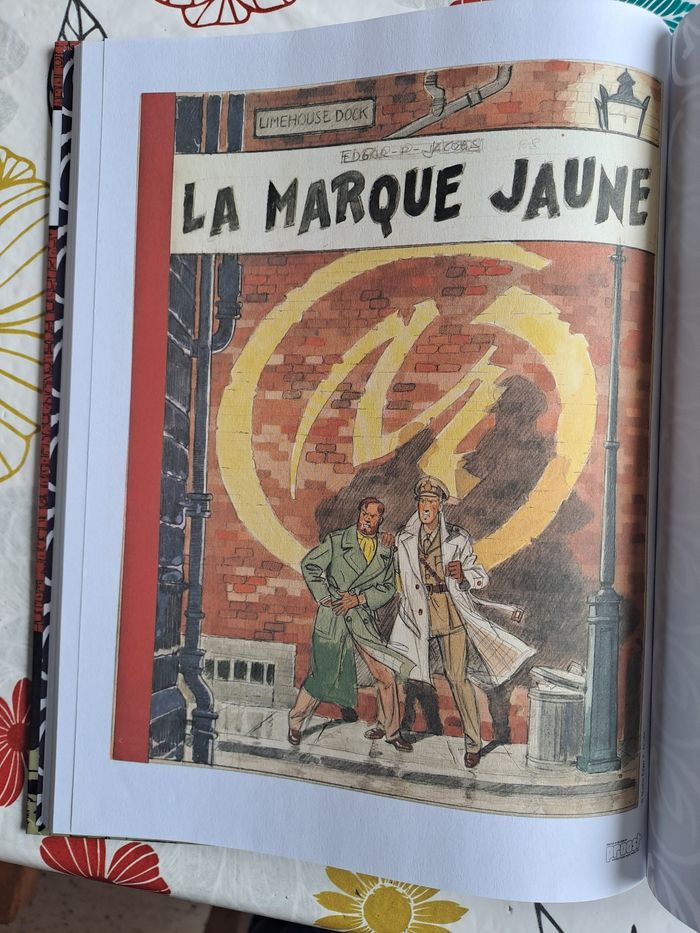 LIMEHOUSE DOCK
EDGAR-P-JACOBS
LA MARQUE JAUNE